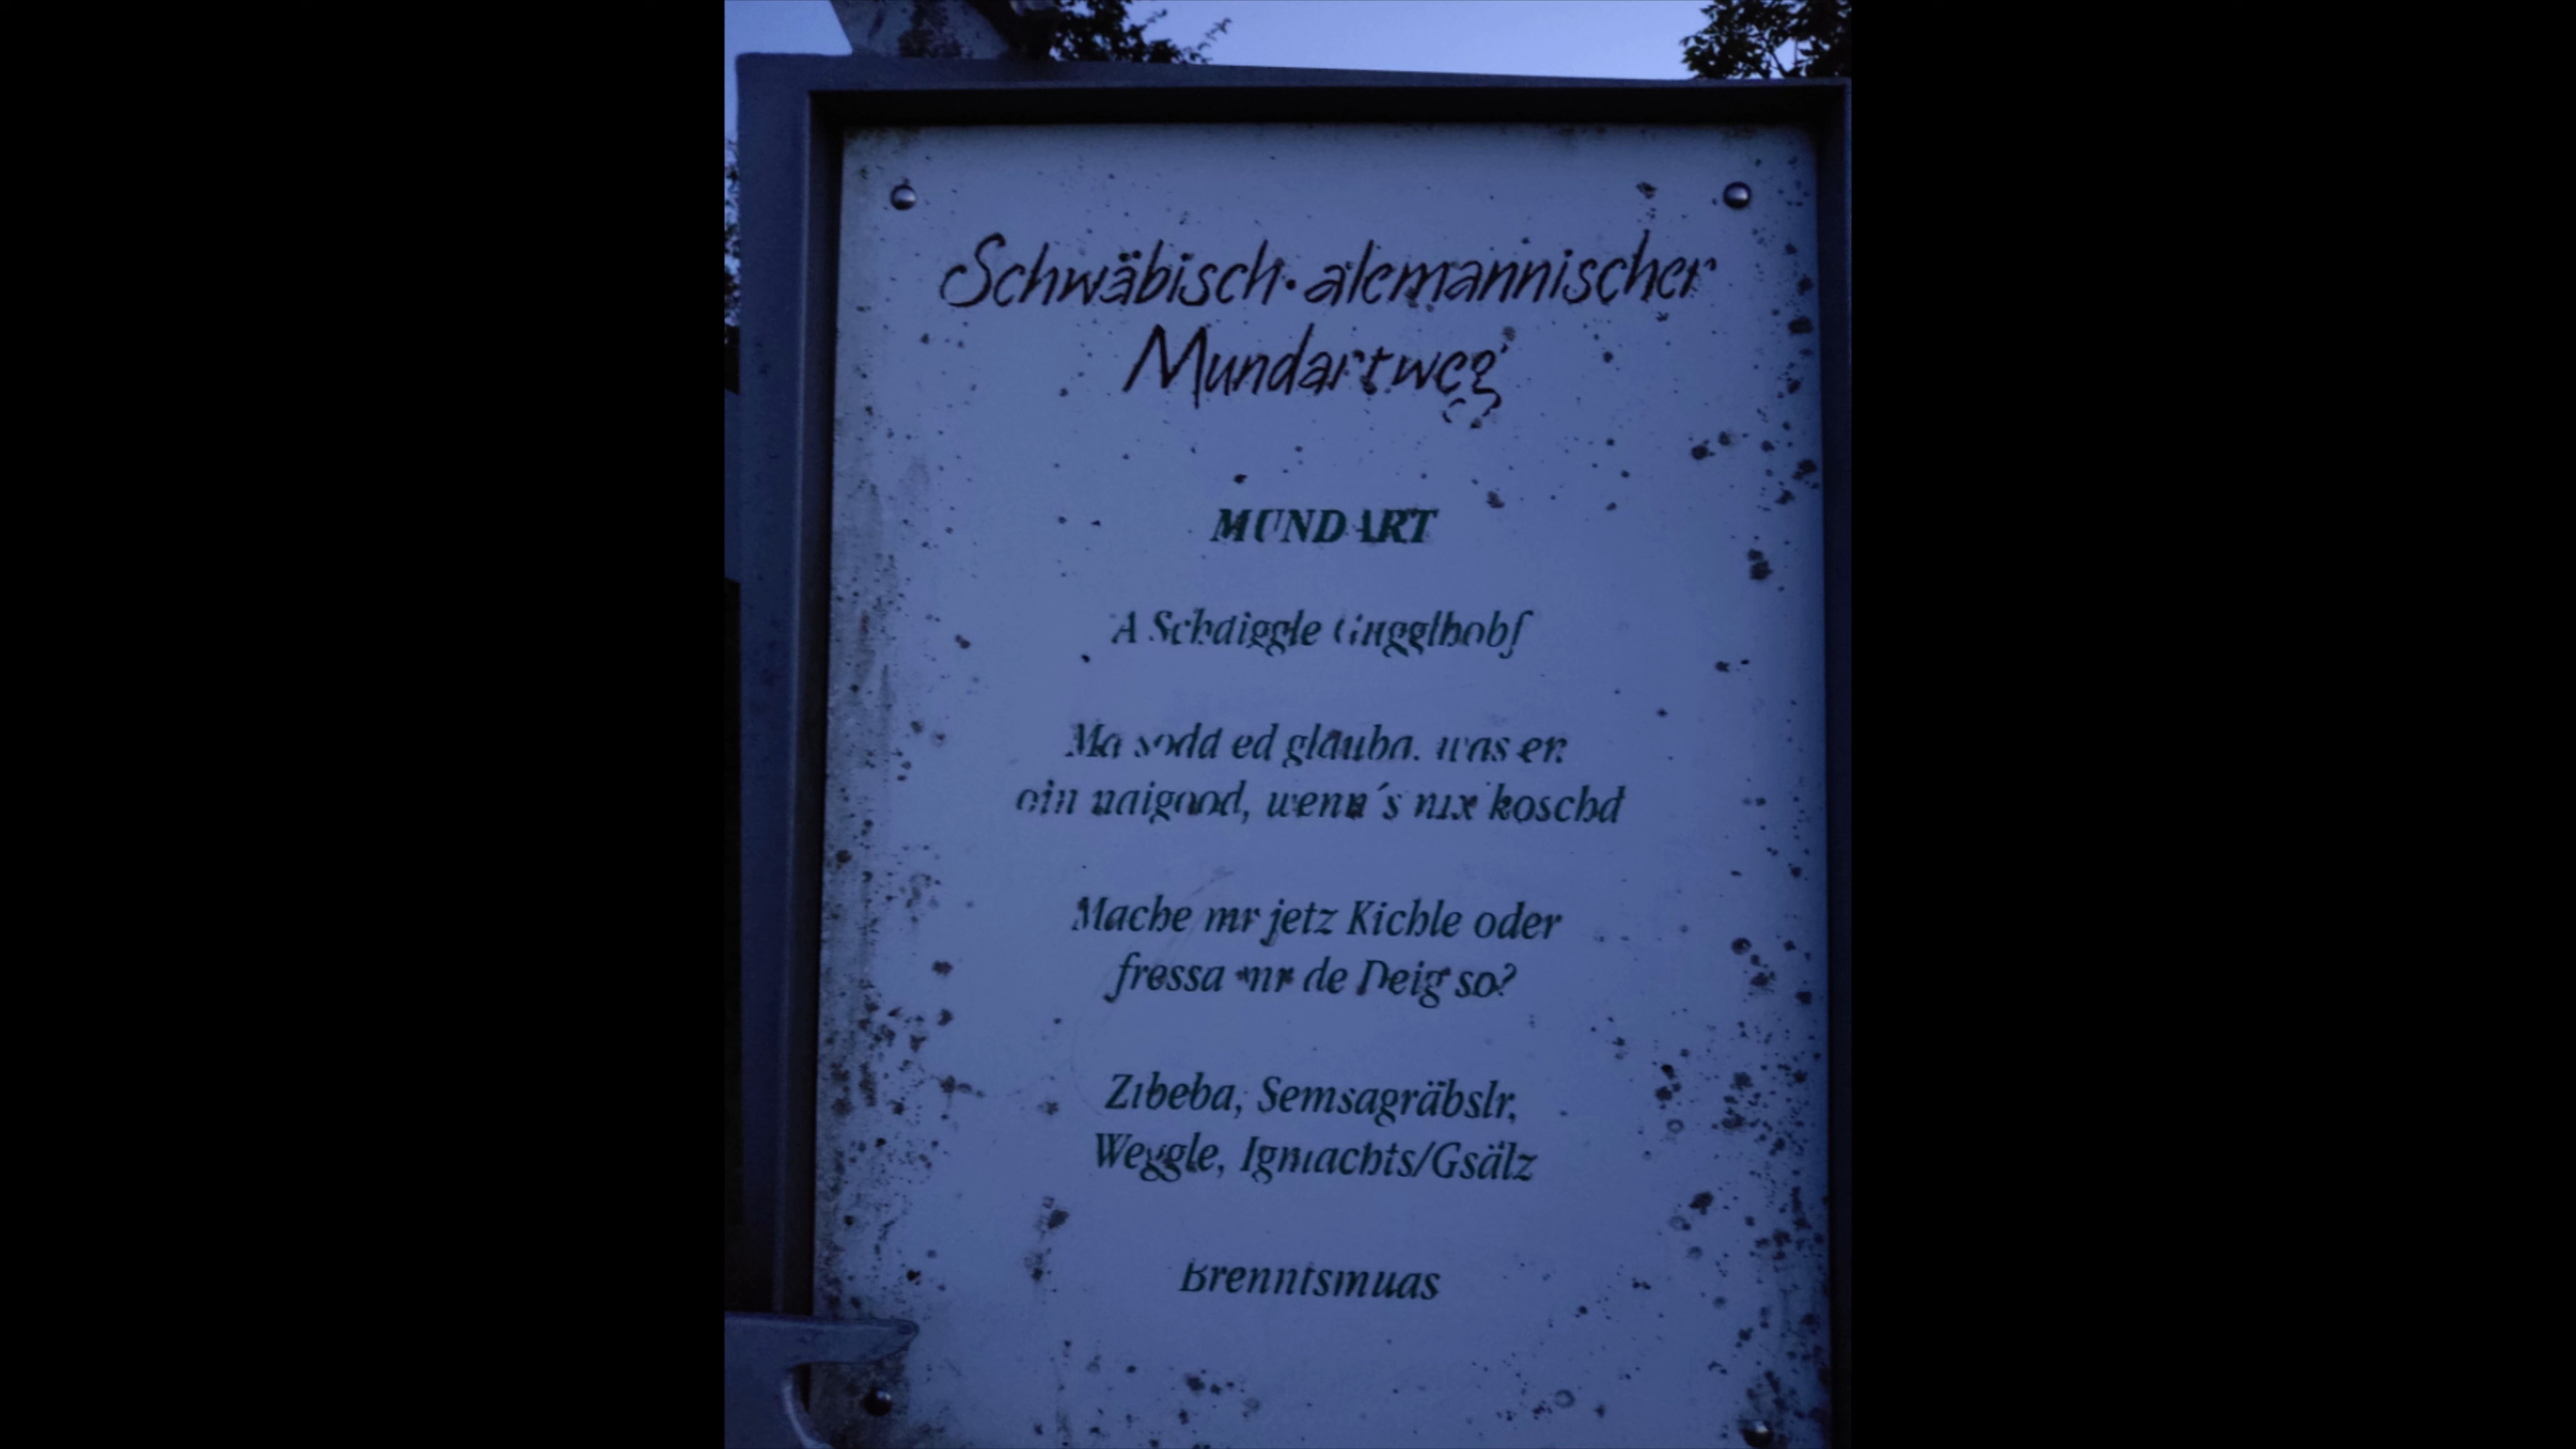 Schwäbisch-alemannischer
Mundartweg
MUNDART
A Schdiggle Gugglhobf
Ma sodd ed glauba, was en
oin naigood, wenn´s nix koschd
Mache mr jetz Kichle oder
fressa mr de Deig so?
Zibeba, Semsagräbslr,
Weggle, Igmachts/Gsälz
Brenntsmuas